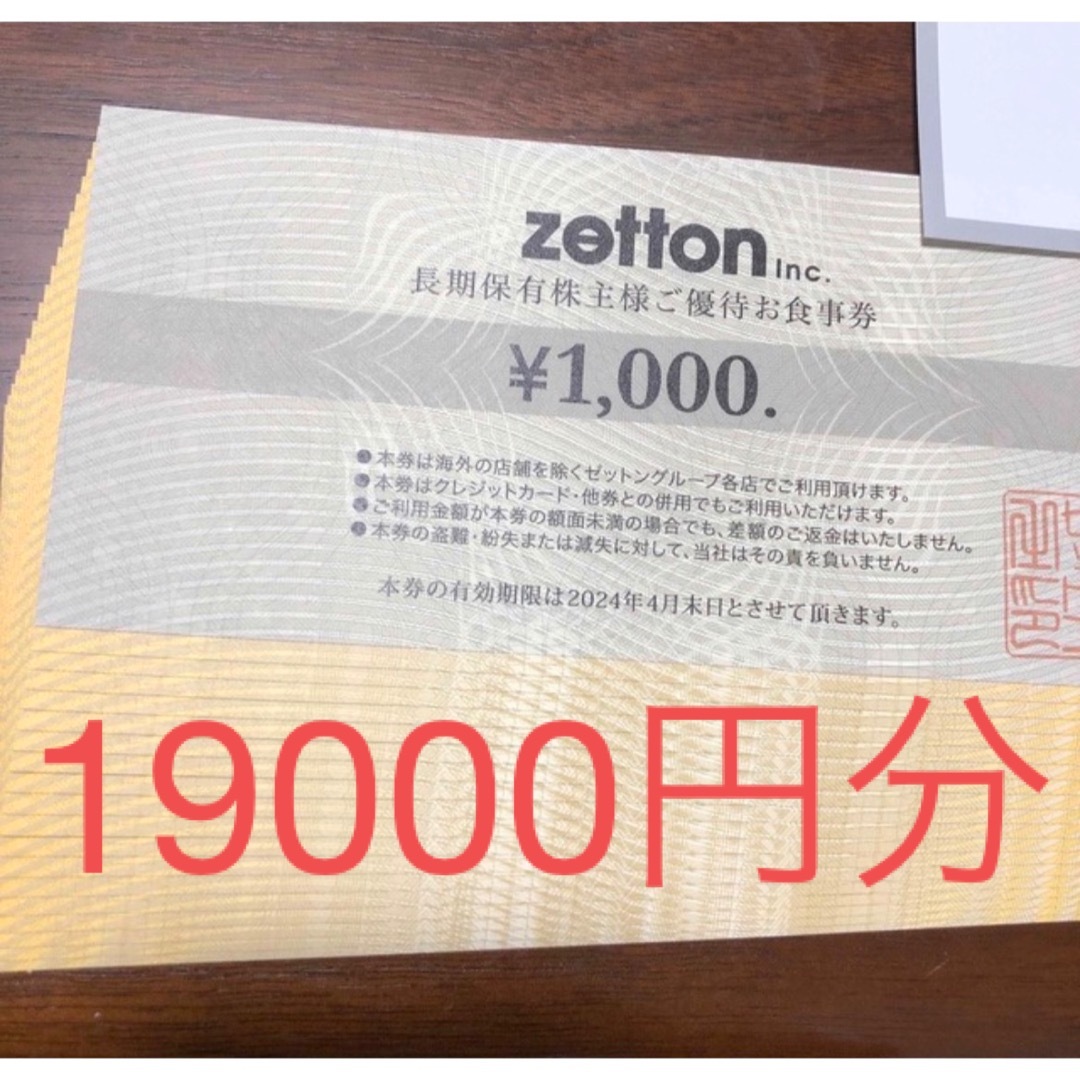 zetton Inc.
長期保有株主様ご優待お食事券
¥1,000.
●本券は海外の店舗を除くゼットングループ各店でご利用頂けます。
●本券はクレジットカード・他券との併用でもご利用いただけます。
●ご利用金額が本券の額面未満の場合でも、差額のご返金はいたしません。
●本券の盗難・紛失または滅失に対して、当社はその責を負いません。
本券の有効期限は2024年4月末日とさせて頂きます。
19000円分